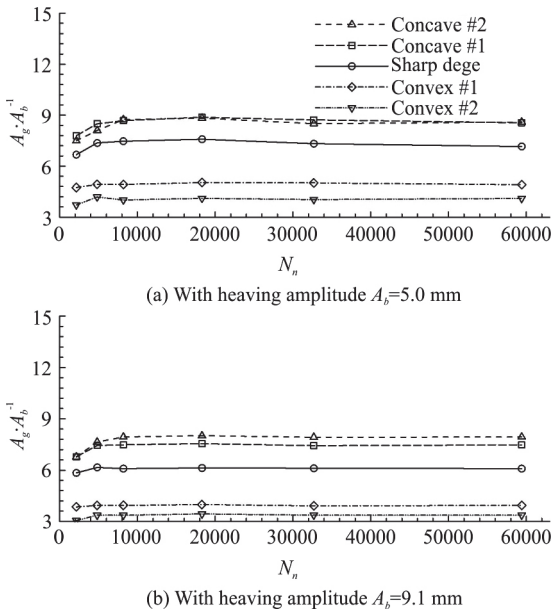 15
12
9
6
3
A_g·A_b^-1
Concave #2
Concave #1
Sharp dege
Convex #1
Convex #2
0 10000 20000 30000 40000 50000 60000
N_n
(a) With heaving amplitude A_b=5.0 mm
15
12
9
6
3
A_g·A_b^-1
0 10000 20000 30000 40000 50000 60000
N_n
(b) With heaving amplitude A_b=9.1 mm